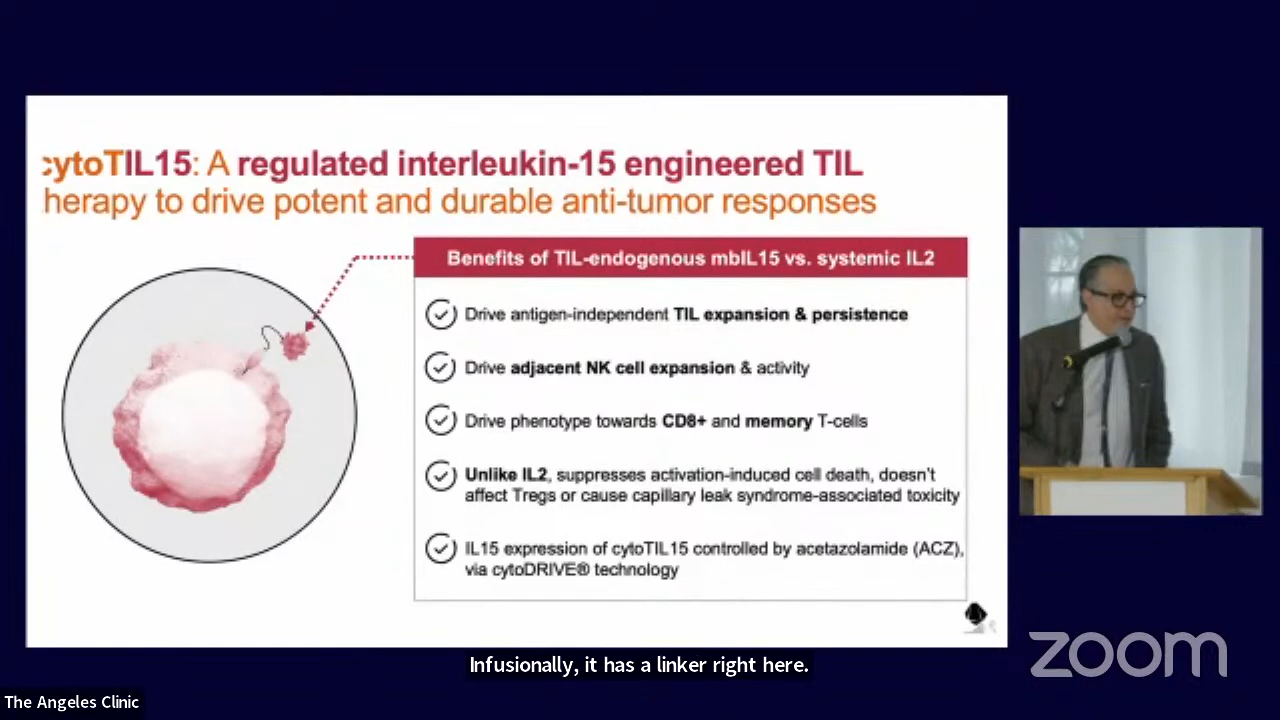 cytoTIL15: A regulated interleukin-15 engineered TIL
herapy to drive potent and durable anti-tumor responses
Benefits of TIL-endogenous mbIL15 vs. systemic IL2
Drive antigen-independent TIL expansion & persistence
Drive adjacent NK cell expansion & activity
Drive phenotype towards CD8+ and memory T-cells
Unlike IL2, suppresses activation-induced cell death, doesn't
affect Tregs or cause capillary leak syndrome-associated toxicity
IL15 expression of cytoTIL15 controlled by acetazolamide (ACZ),
via cytoDRIVE® technology
Infusionally, it has a linker right here.
zoom
The Angeles Clinic